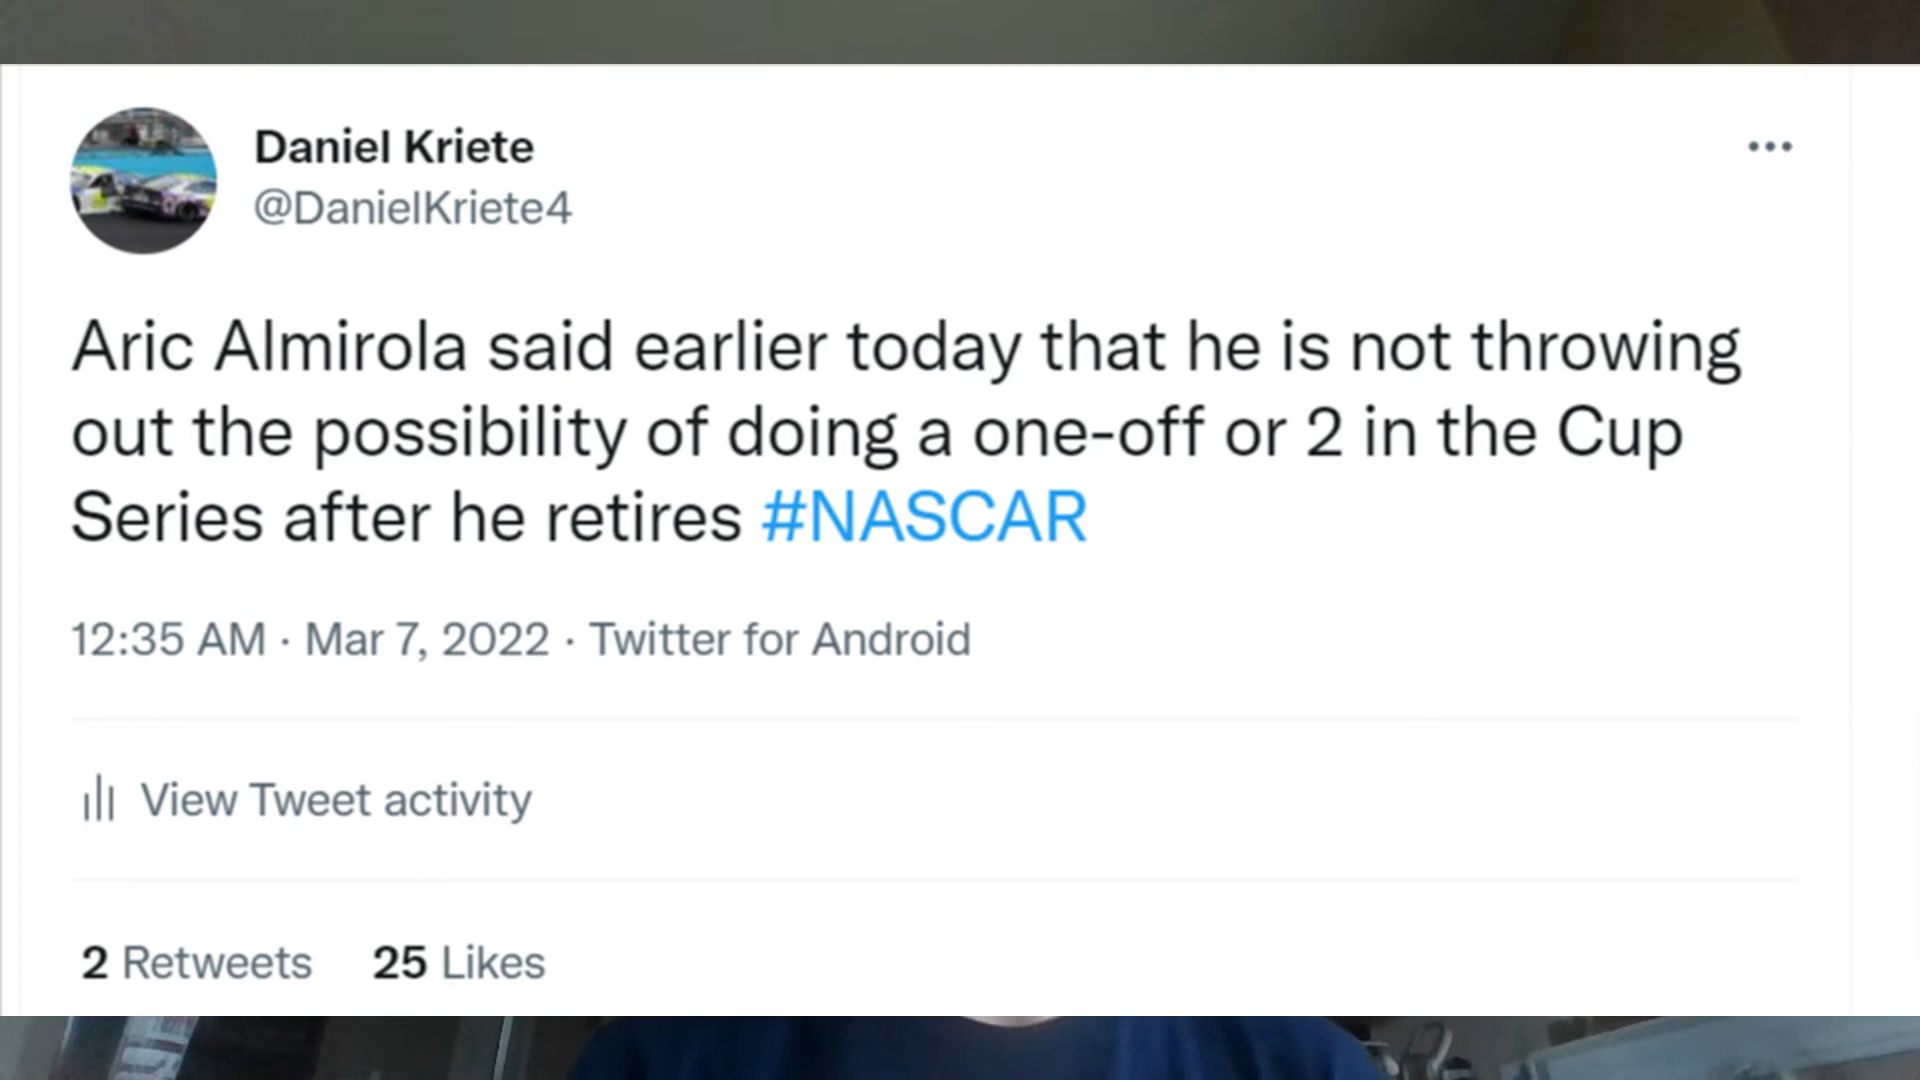 Daniel Kriete
@DanielKriete4
Aric Almirola said earlier today that he is not throwing
out the possibility of doing a one-off or 2 in the Cup
Series after he retires #NASCAR
12:35 AM · Mar 7, 2022 · Twitter for Android
View Tweet activity
2 Retweets 25 Likes